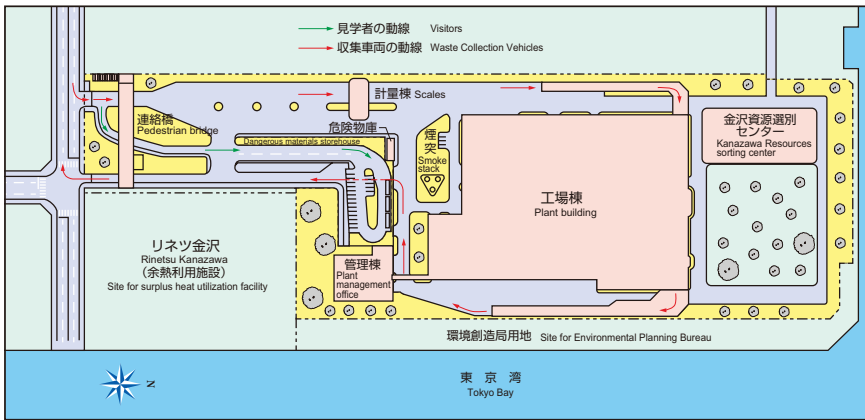 見学者の動線 Visitors
収集車両の動線 Waste Collection Vehicles
計量棟 Scales
連絡橋
Pedestrian bridge
危険物庫
Dangerous materials storehouse
煙
突
Smoke
stack
金沢資源選別
センター
Kanazawa Resources
sorting center
工場棟
Plant building
リネツ金沢
Rinetsu Kanazawa
（余熱利用施設）
Site for surplus heat utilization facility
管理棟
Plant
management
office
環境創造局用地 Site for Environmental Planning Bureau
N
東京湾
Tokyo Bay